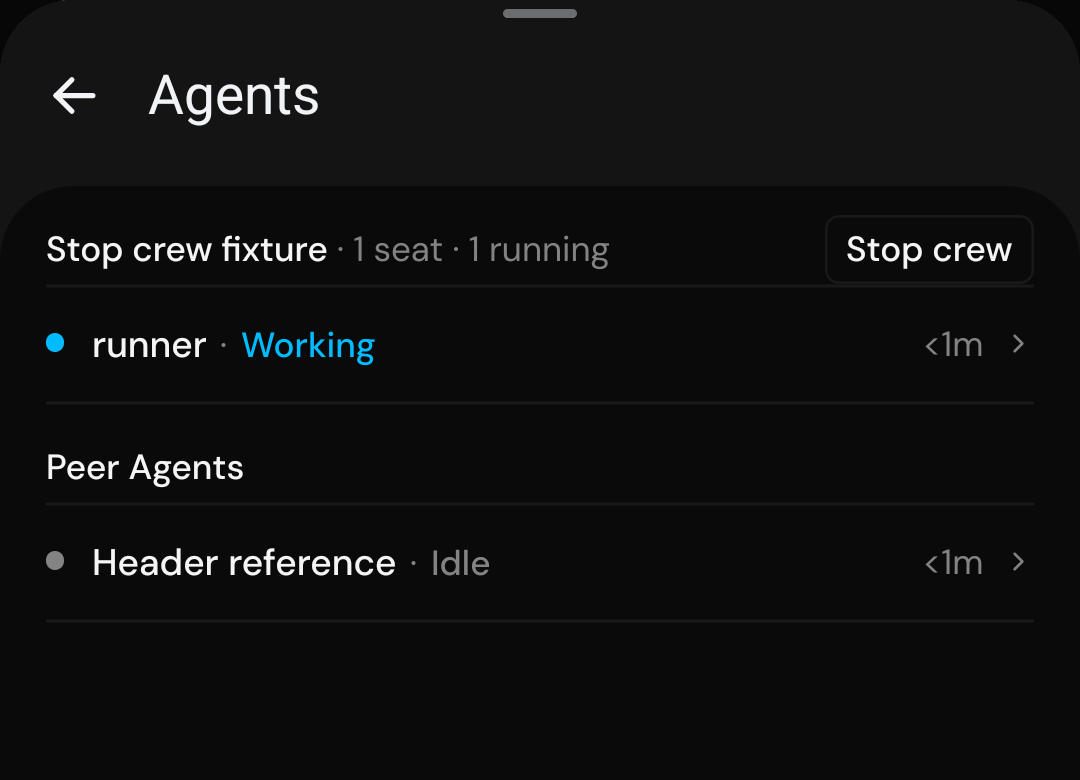 Agents
Stop crew fixture · 1 seat · 1 running Stop crew
runner · Working <1m
Peer Agents
Header reference · Idle <1m